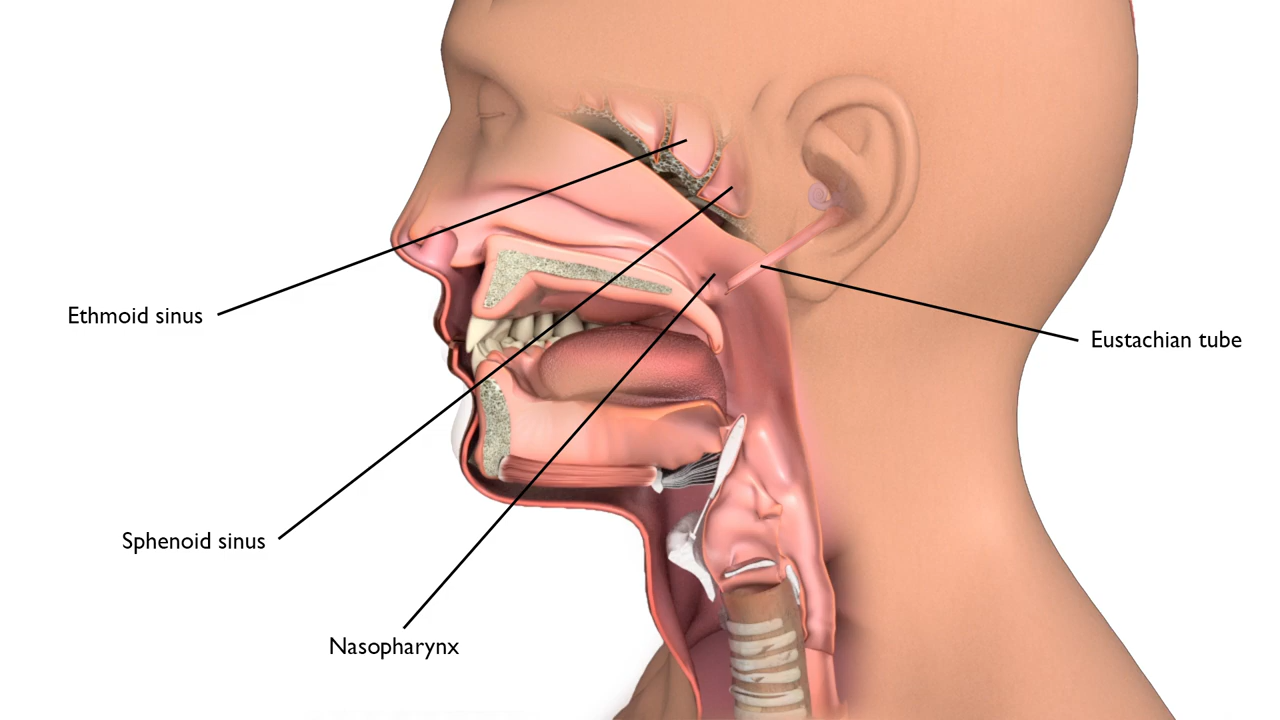 Ethmoid sinus
Eustachian tube
Sphenoid sinus
Nasopharynx